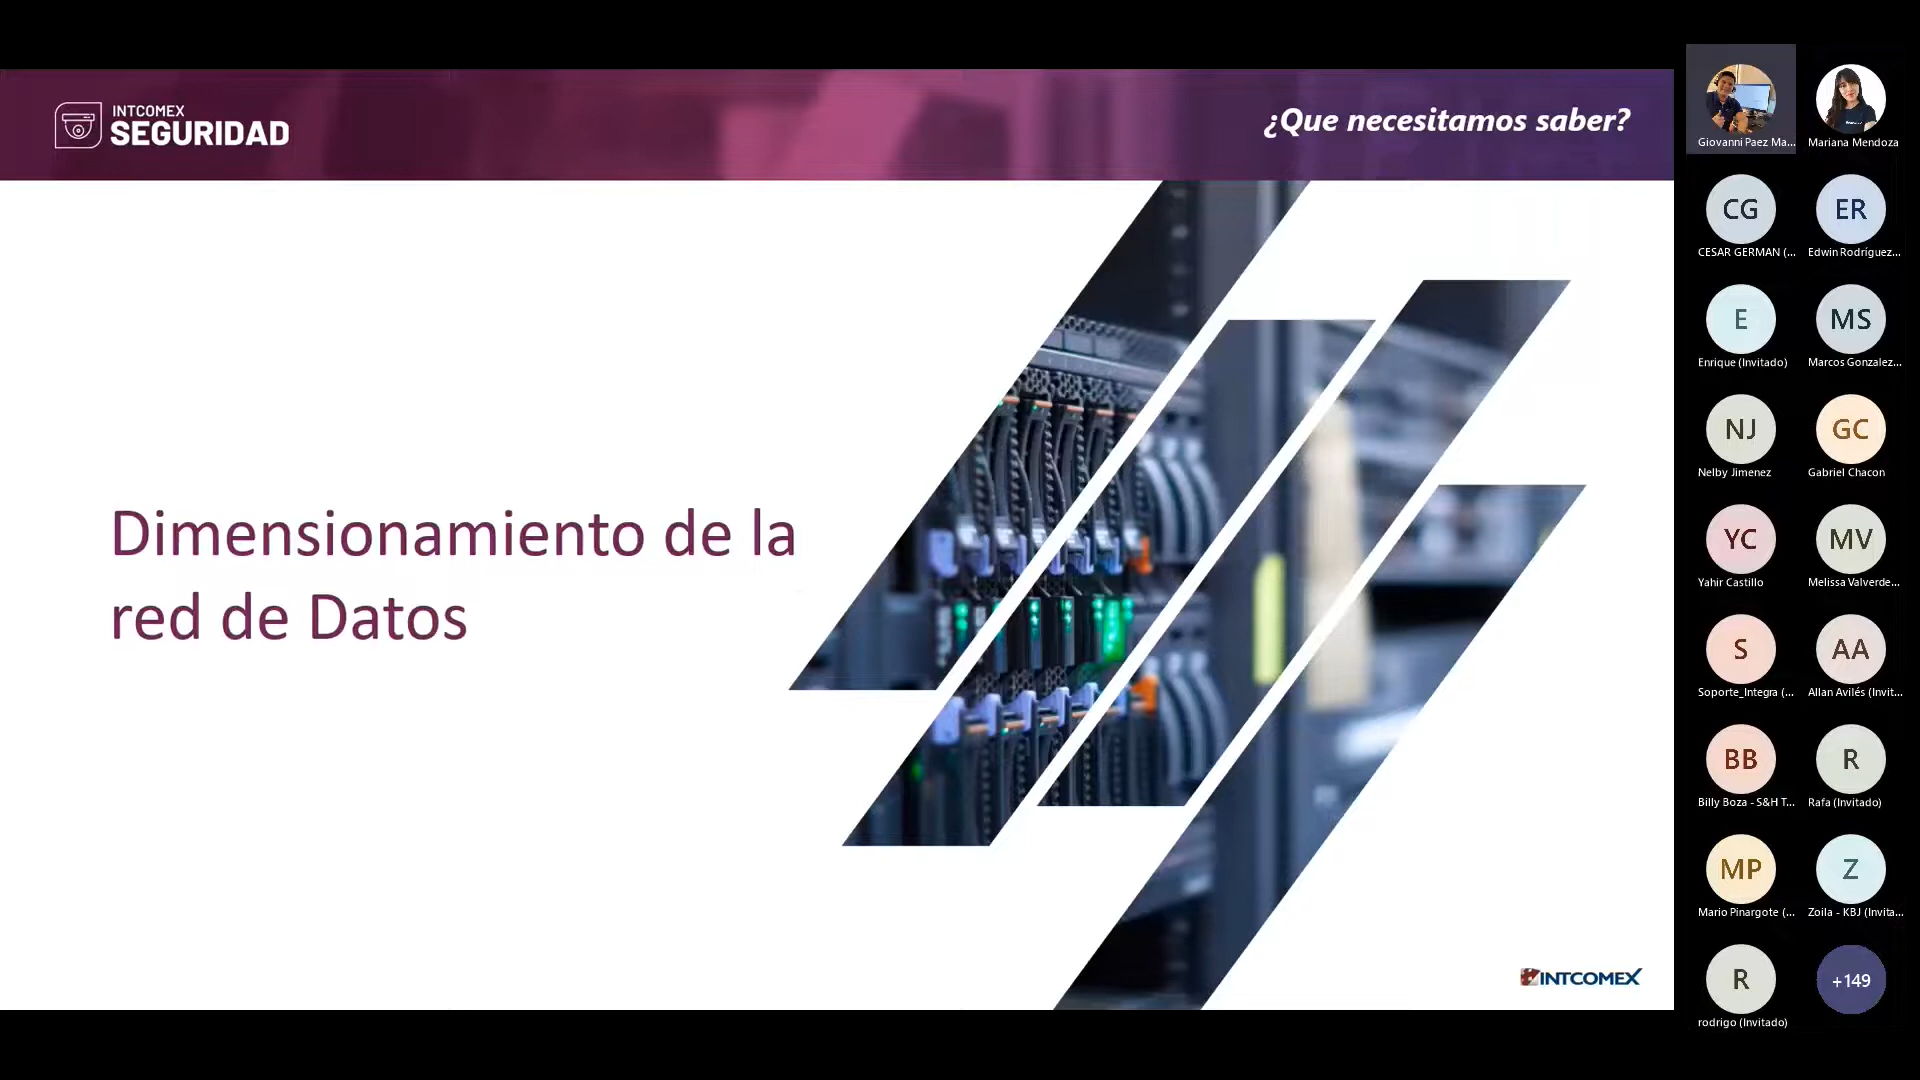 INTCOMEX
SEGURIDAD
¿Que necesitamos saber?
Dimensionamiento de la
red de Datos
INTCOMEX
Giovanni Paez Ma...
Mariana Mendoza
CG
ER
CESAR GERMAN (...
Edwin Rodríguez...
E
MS
Enrique (Invitado)
Marcos Gonzalez...
NJ
GC
Nelby Jimenez
Gabriel Chacon
YC
MV
Yahir Castillo
Melissa Valverde...
S
AA
Soporte_Integra (...
Allan Avilés (Invit...
BB
R
Billy Boza - S&H T...
Rafa (Invitado)
MP
Z
Mario Pinargote (...
Zoila - KBJ (Invita...
R
+149
rodrigo (Invitado)